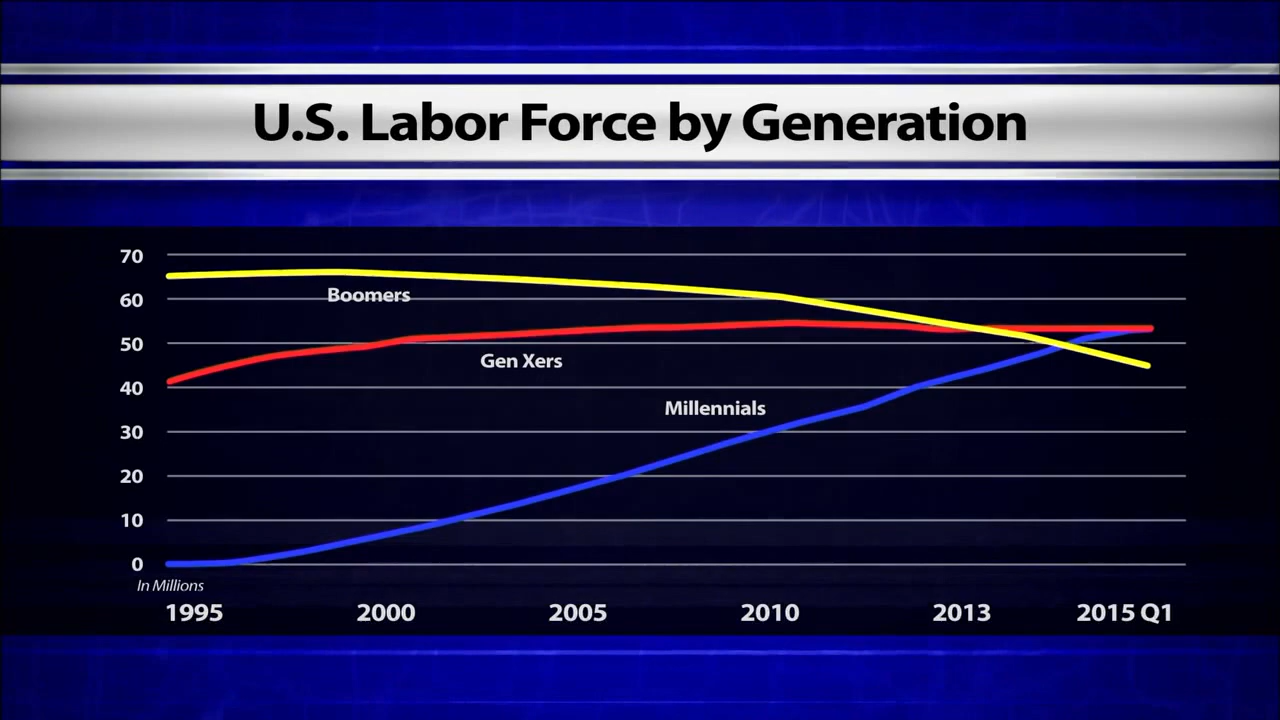 U.S. Labor Force by Generation
70
Boomers
60
50
Gen Xers
40
Millennials
30
20
10
0
In Millions
1995 2000 2005 2010 2013 2015 Q1